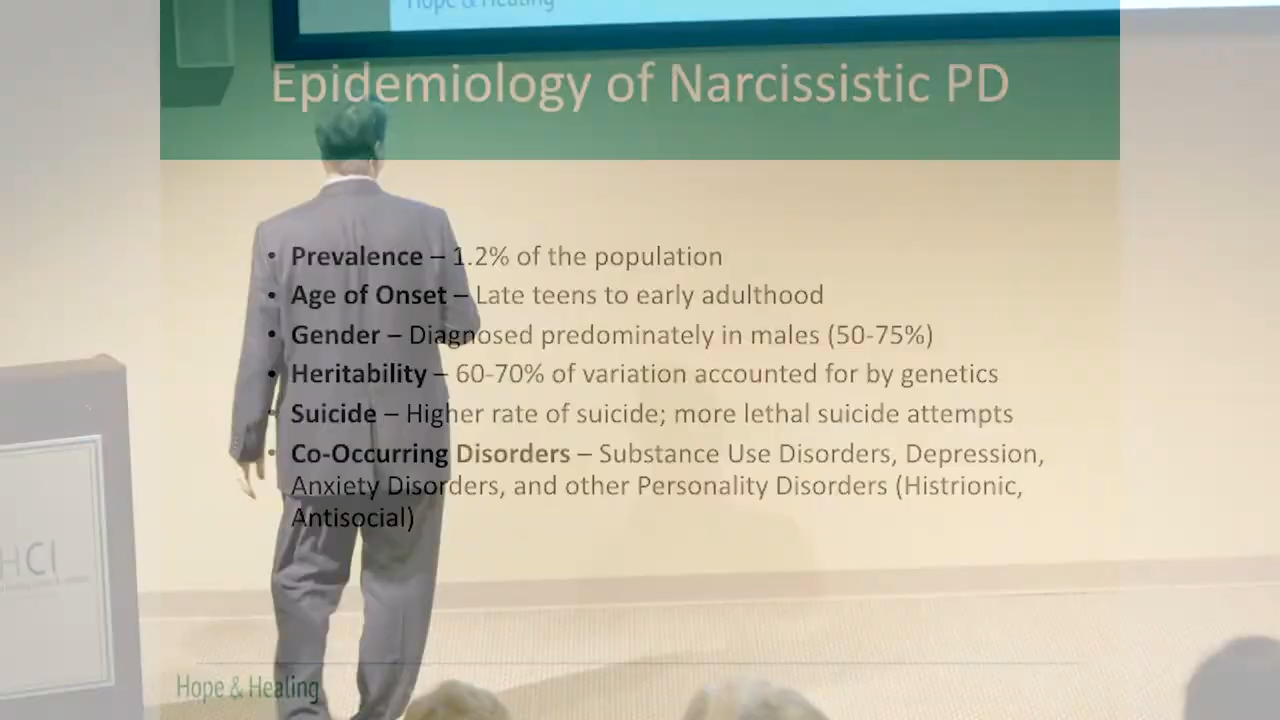 Hope & Healing
Epidemiology of Narcissistic PD
• Prevalence – 1.2% of the population
• Age of Onset – Late teens to early adulthood
• Gender – Diagnosed predominately in males (50-75%)
• Heritability – 60-70% of variation accounted for by genetics
• Suicide – Higher rate of suicide; more lethal suicide attempts
• Co-Occurring Disorders – Substance Use Disorders, Depression,
Anxiety Disorders, and other Personality Disorders (Histrionic,
Antisocial)
HCI
Hope & Healing